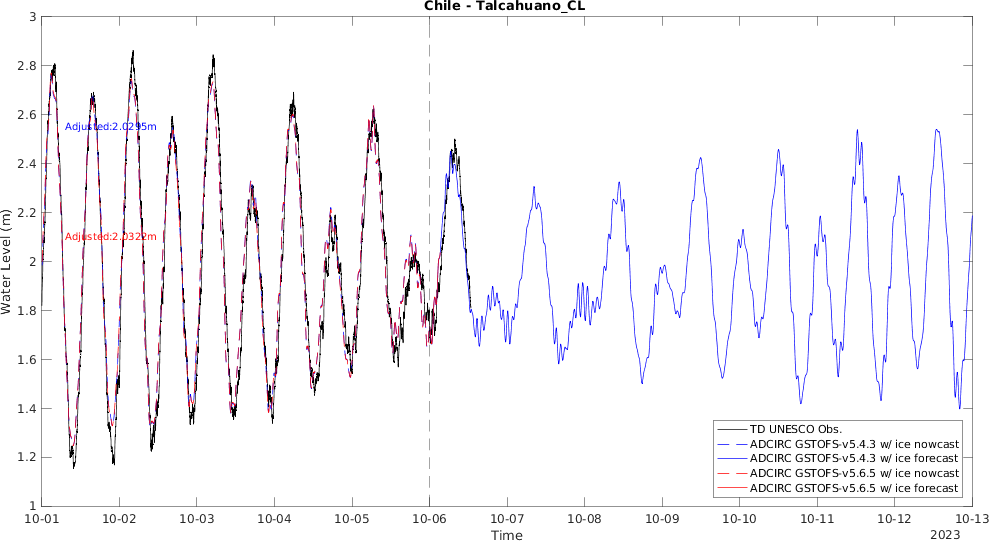 Chile - Talcahuano_CL
3
2.8
2.6
2.4
2.2
2
1.8
1.6
1.4
1.2
1
Water Level (m)
Adjusted:2.0295m
Adjusted:2.0322m
TD UNESCO Obs.
ADCIRC GSTOFS-v5.4.3 w/ ice nowcast
ADCIRC GSTOFS-v5.4.3 w/ ice forecast
ADCIRC GSTOFS-v5.6.5 w/ ice nowcast
ADCIRC GSTOFS-v5.6.5 w/ ice forecast
10-01 10-02 10-03 10-04 10-05 10-06 10-07 10-08 10-09 10-10 10-11 10-12 10-13
Time
2023